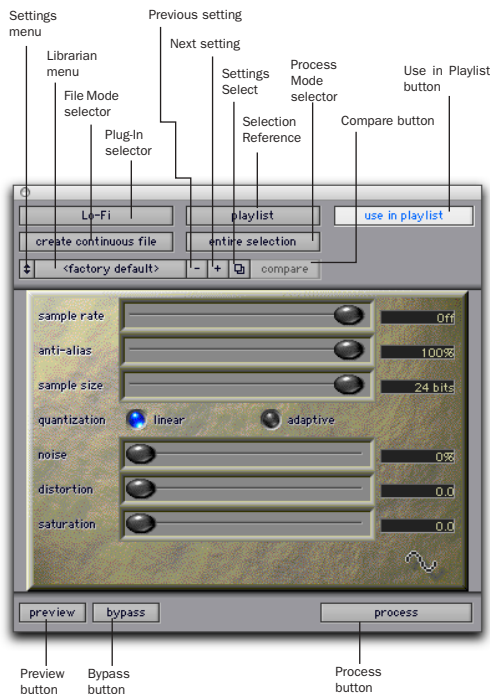 Settings
menu
Previous setting
Next setting
Librarian
menu
Settings
Select
Process
Mode
selector
Use in Playlist
button
File Mode
selector
Plug-In
selector
Selection
Reference
Compare button
Lo-Fi
playlist
use in playlist
create continuous file
entire selection
<factory default>
-
+
compare
sample rate
Off
anti-alias
100%
sample size
24 bits
quantization
linear
adaptive
noise
0%
distortion
0.0
saturation
0.0
preview
bypass
process
Preview
button
Bypass
button
Process
button